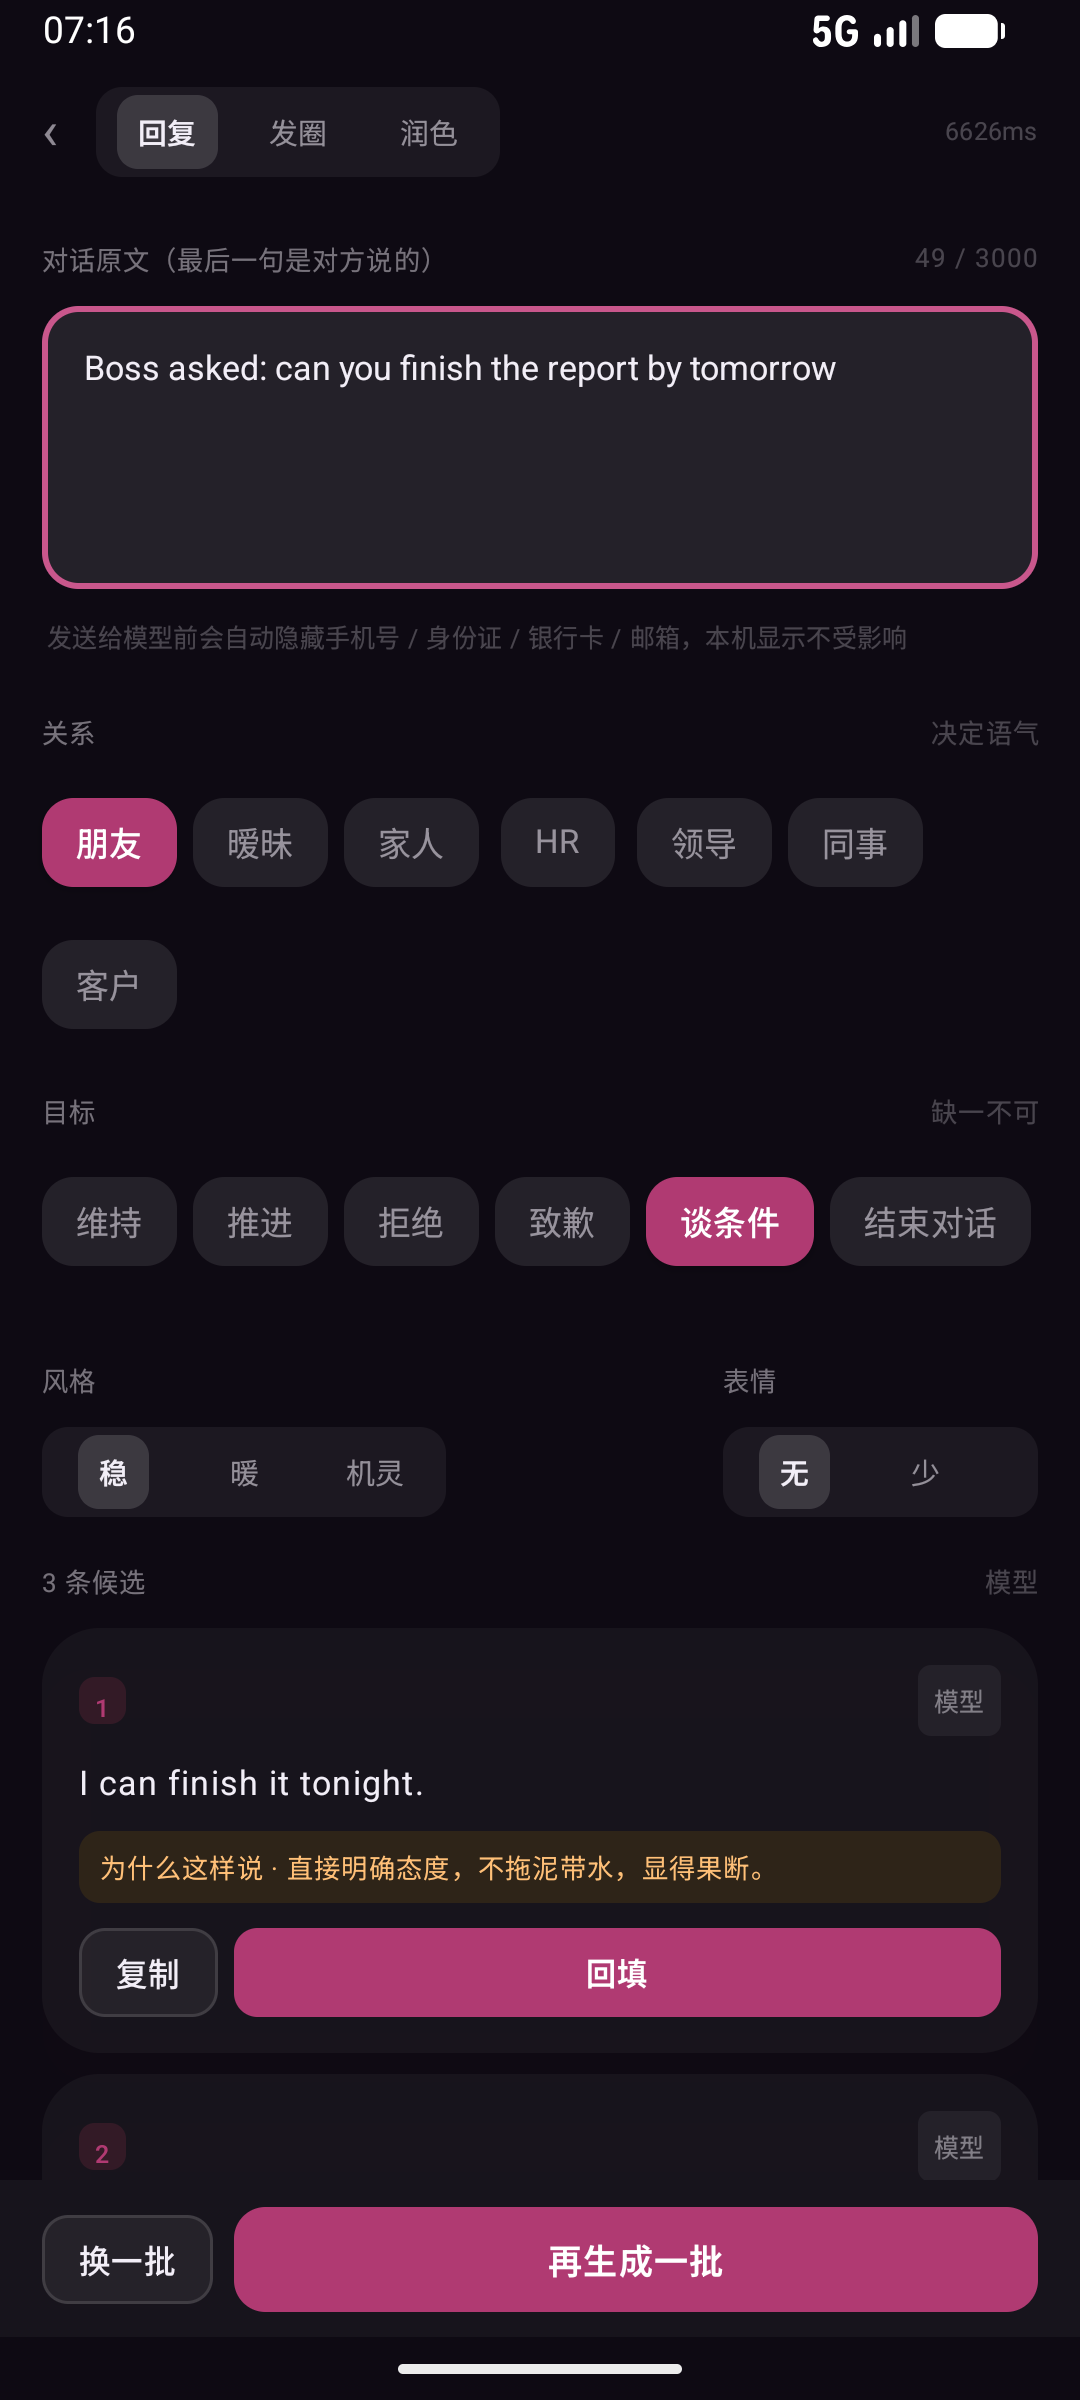 07:16 5G
‹ 回复 发圈 润色 6626ms
对话原文（最后一句是对方说的） 49 / 3000
Boss asked: can you finish the report by tomorrow
发送给模型前会自动隐藏手机号 / 身份证 / 银行卡 / 邮箱，本机显示不受影响
关系 决定语气
朋友 暧昧 家人 HR 领导 同事
客户
目标 缺一不可
维持 推进 拒绝 致歉 谈条件 结束对话
风格 表情
稳 暖 机灵 无 少
3 条候选 模型
1 模型
I can finish it tonight.
为什么这样说 · 直接明确态度，不拖泥带水，显得果断。
复制 回填
2 模型
换一批 再生成一批